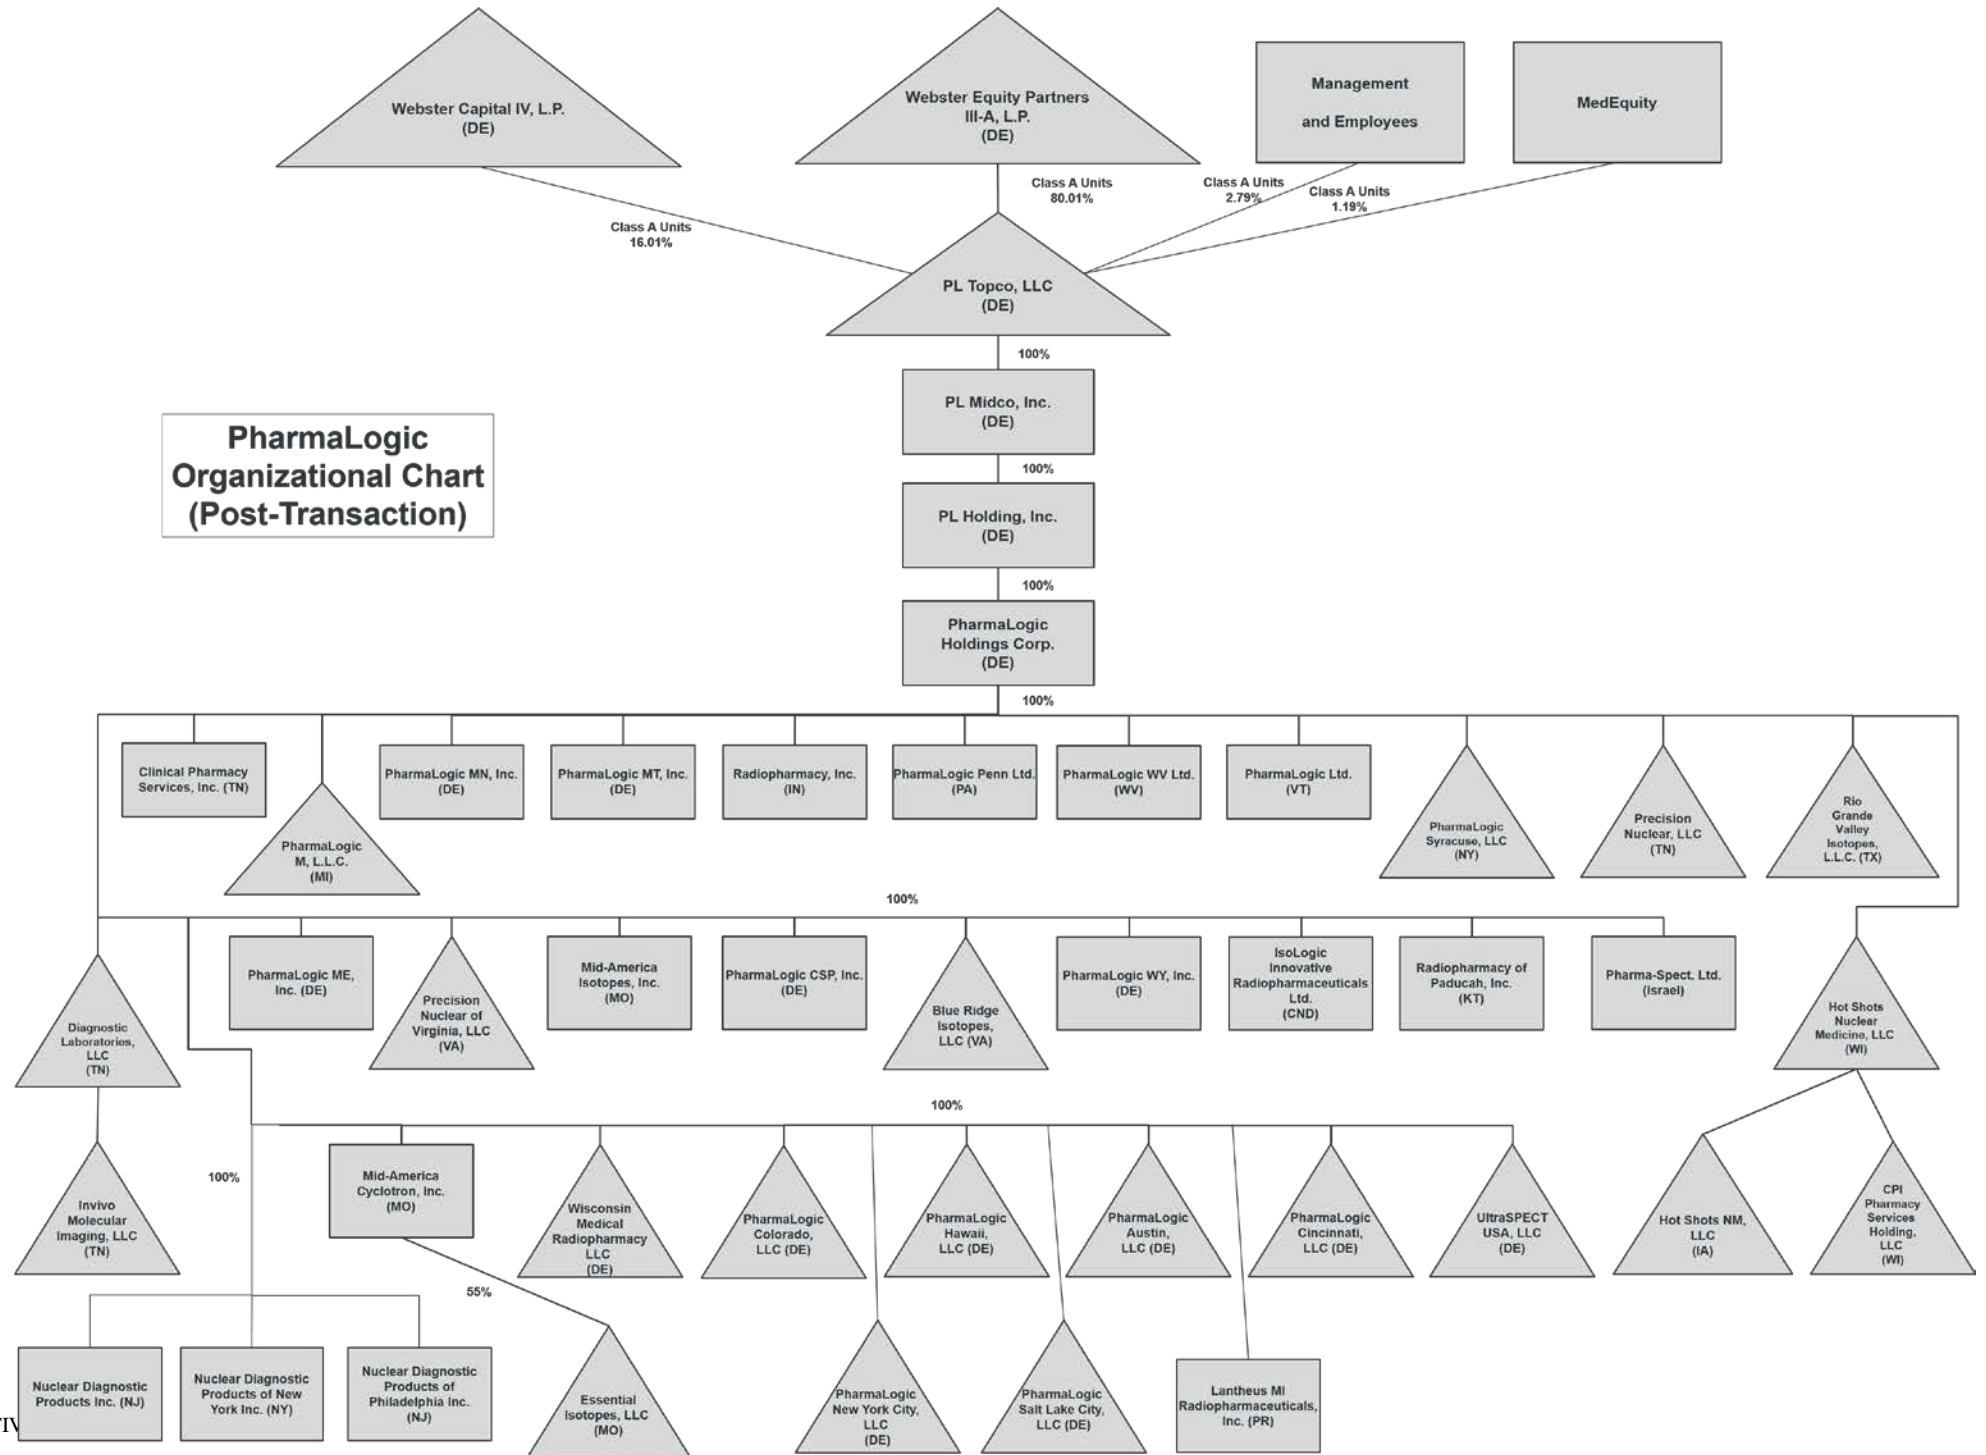 Webster Capital IV, L.P.
(DE)
Webster Equity Partners
III-A, L.P.
(DE)
Management
and Employees
MedEquity
Class A Units
16.01%
Class A Units
80.01%
Class A Units
2.79%
Class A Units
1.19%
PL Topco, LLC
(DE)
100%
PL Midco, Inc.
(DE)
PharmaLogic
Organizational Chart
(Post-Transaction)
100%
PL Holding, Inc.
(DE)
100%
PharmaLogic
Holdings Corp.
(DE)
100%
Clinical Pharmacy
Services, Inc. (TN)
PharmaLogic
M, L.L.C.
(MI)
PharmaLogic MN, Inc.
(DE)
PharmaLogic MT, Inc.
(DE)
Radiopharmacy, Inc.
(IN)
PharmaLogic Penn Ltd.
(PA)
PharmaLogic WV Ltd.
(WV)
PharmaLogic Ltd.
(VT)
PharmaLogic
Syracuse, LLC
(NY)
Precision
Nuclear, LLC
(TN)
Rio
Grande
Valley
Isotopes,
L.L.C. (TX)
100%
Diagnostic
Laboratories,
LLC
(TN)
PharmaLogic ME,
Inc. (DE)
Precision
Nuclear of
Virginia, LLC
(VA)
Mid-America
Isotopes, Inc.
(MO)
PharmaLogic CSP, Inc.
(DE)
Blue Ridge
Isotopes,
LLC (VA)
PharmaLogic WY, Inc.
(DE)
IsoLogic
Innovative
Radiopharmaceuticals
Ltd.
(CND)
Radiopharmacy of
Paducah, Inc.
(KT)
Pharma-Spect. Ltd.
(Israel)
Hot Shots
Nuclear
Medicine, LLC
(WI)
100%
Invivo
Molecular
Imaging, LLC
(TN)
100%
Mid-America
Cyclotron, Inc.
(MO)
Wisconsin
Medical
Radiopharmacy
LLC
(DE)
PharmaLogic
Colorado,
LLC (DE)
PharmaLogic
Hawaii,
LLC (DE)
PharmaLogic
Austin,
LLC (DE)
PharmaLogic
Cincinnati,
LLC (DE)
UltraSPECT
USA, LLC
(DE)
Hot Shots NM,
LLC
(IA)
CPI
Pharmacy
Services
Holding,
LLC
(WI)
55%
Nuclear Diagnostic
Products Inc. (NJ)
Nuclear Diagnostic
Products of New
York Inc. (NY)
Nuclear Diagnostic
Products of
Philadelphia Inc.
(NJ)
Essential
Isotopes, LLC
(MO)
PharmaLogic
New York City,
LLC
(DE)
PharmaLogic
Salt Lake City,
LLC (DE)
Lantheus MI
Radiopharmaceuticals,
Inc. (PR)